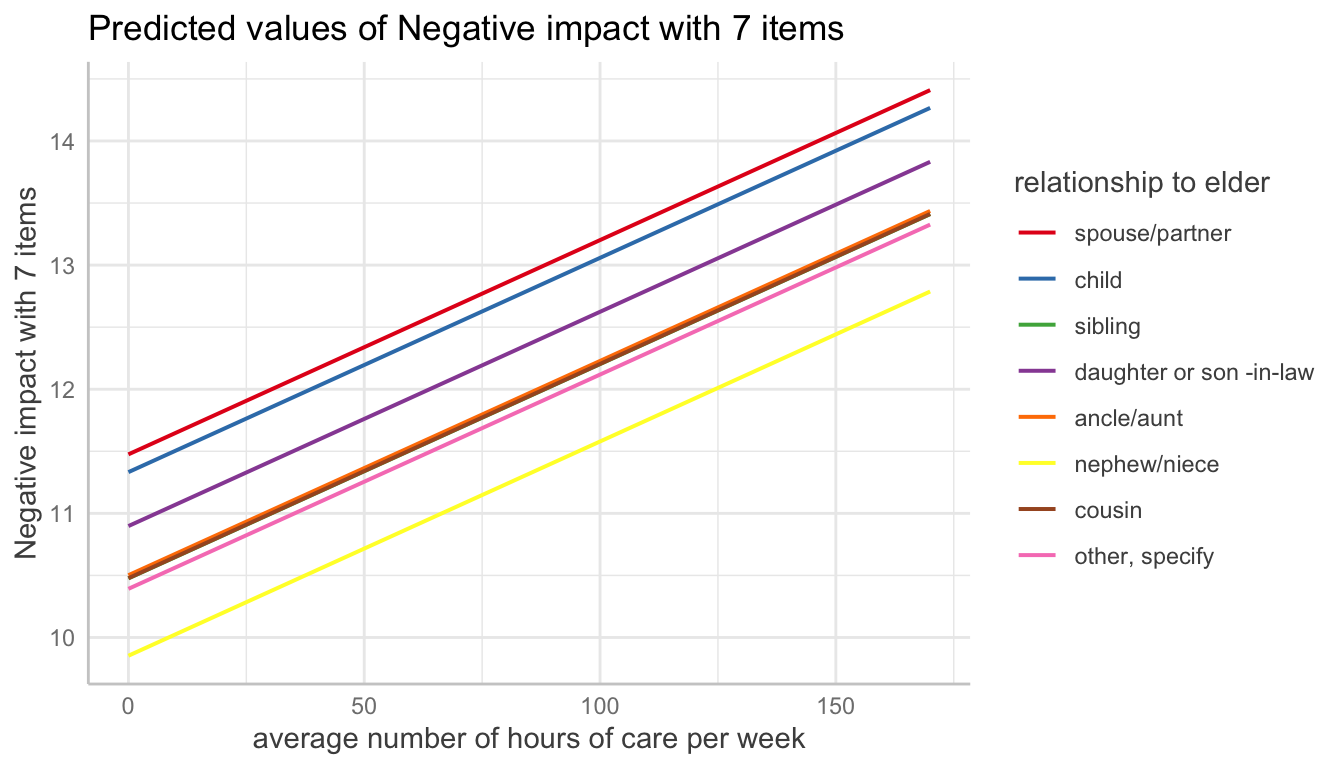 Predicted values of Negative impact with 7 items
Negative impact with 7 items
14
13
12
11
10
0
50
100
150
average number of hours of care per week
relationship to elder
spouse/partner
child
sibling
daughter or son -in-law
ancle/aunt
nephew/niece
cousin
other, specify